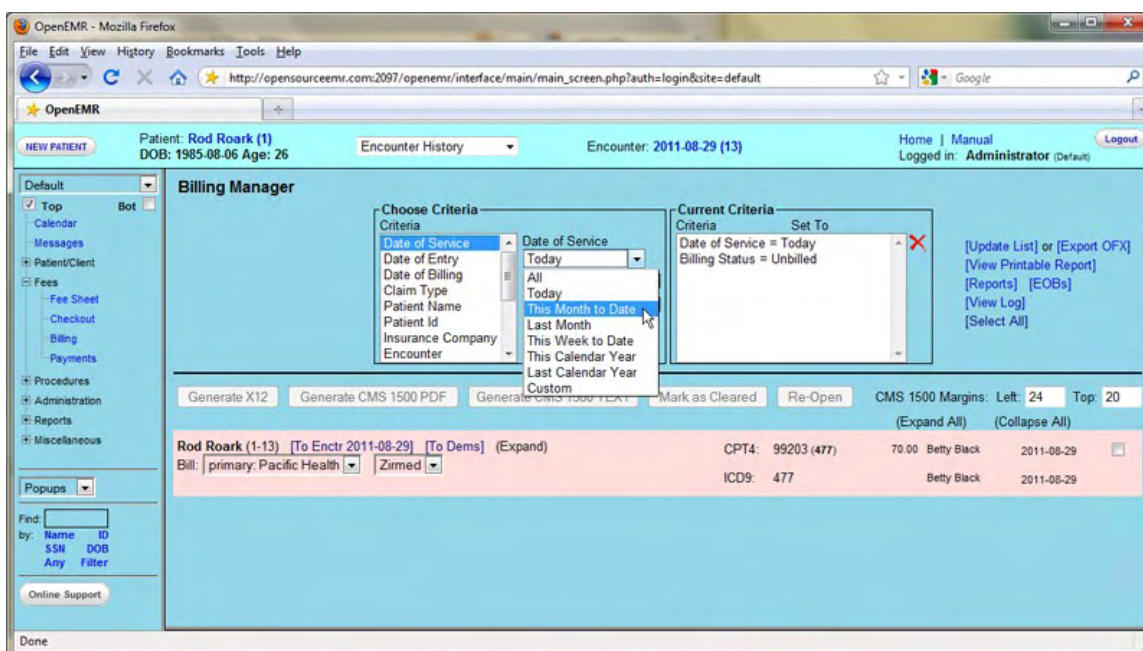 OpenEMR - Mozilla Firefox
File Edit View History Bookmarks Tools Help
http://opensourceemr.com:2097/openemr/interface/main/main_screen.php?auth=login&site=default
Google
OpenEMR
NEW PATIENT
Patient: Rod Roark (1)
DOB: 1985-08-06 Age: 26
Encounter History
Encounter: 2011-08-29 (13)
Home | Manual
Logged in: Administrator (Default)
Logout
Default
Top Bot
Calendar
Messages
Patient/Client
Fees
Fee Sheet
Checkout
Billing
Payments
Procedures
Administration
Reports
Miscellaneous
Popups
Find:
by: Name ID
SSN DOB
Any Filter
Online Support
Billing Manager
Choose Criteria
Criteria
Date of Service
Date of Entry
Date of Billing
Claim Type
Patient Name
Patient Id
Insurance Company
Encounter
Date of Service
Today
All
Today
This Month to Date
Last Month
This Week to Date
This Calendar Year
Last Calendar Year
Custom
Current Criteria
Criteria Set To
Date of Service = Today
Billing Status = Unbilled
[Update List] or [Export OFX]
[View Printable Report]
[Reports] [EOBs]
[View Log]
[Select All]
Generate X12 Generate CMS 1500 PDF Generate CMS 1500 TEXT Mark as Cleared Re-Open CMS 1500 Margins: Left: 24 Top: 20
(Expand All) (Collapse All)
Rod Roark (1-13) [To Enctr 2011-08-29] [To Dems] (Expand) CPT4: 99203 (477) 70.00 Betty Black 2011-08-29
Bill: primary: Pacific Health Zirmed
ICD9: 477 Betty Black 2011-08-29
Done